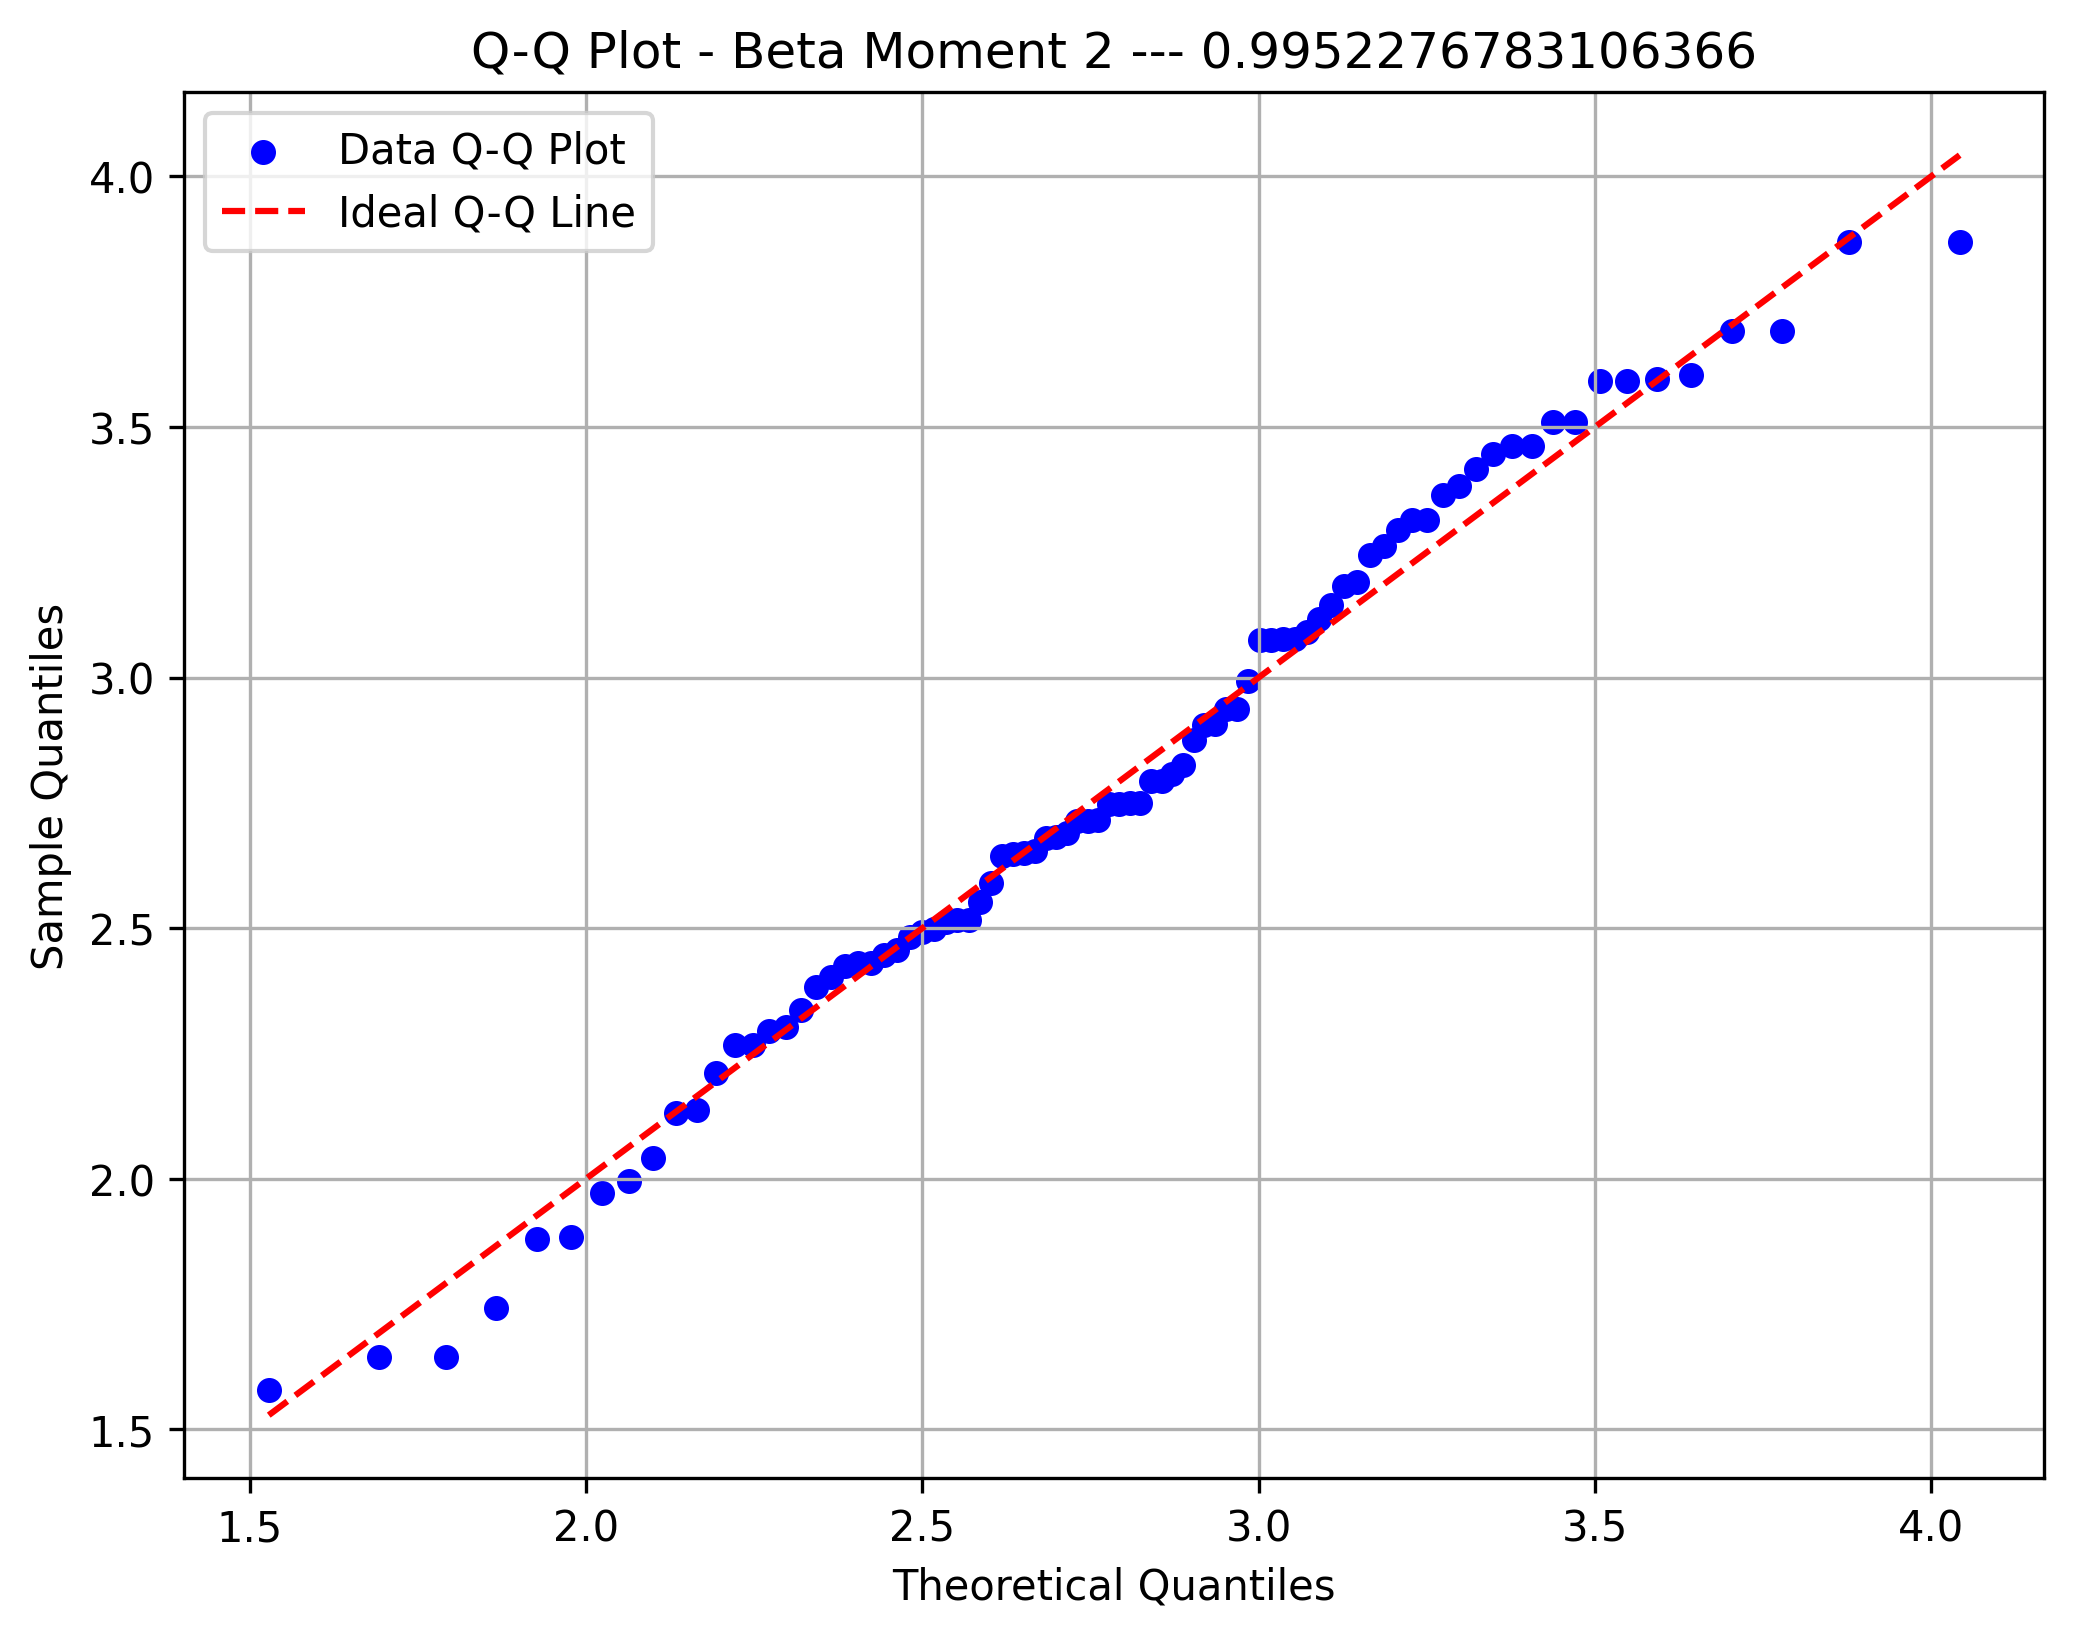 Q-Q Plot - Beta Moment 2 --- 0.9952276783106366
Data Q-Q Plot
Ideal Q-Q Line
4.0
3.5
3.0
2.5
2.0
1.5
Sample Quantiles
1.5 2.0 2.5 3.0 3.5 4.0
Theoretical Quantiles